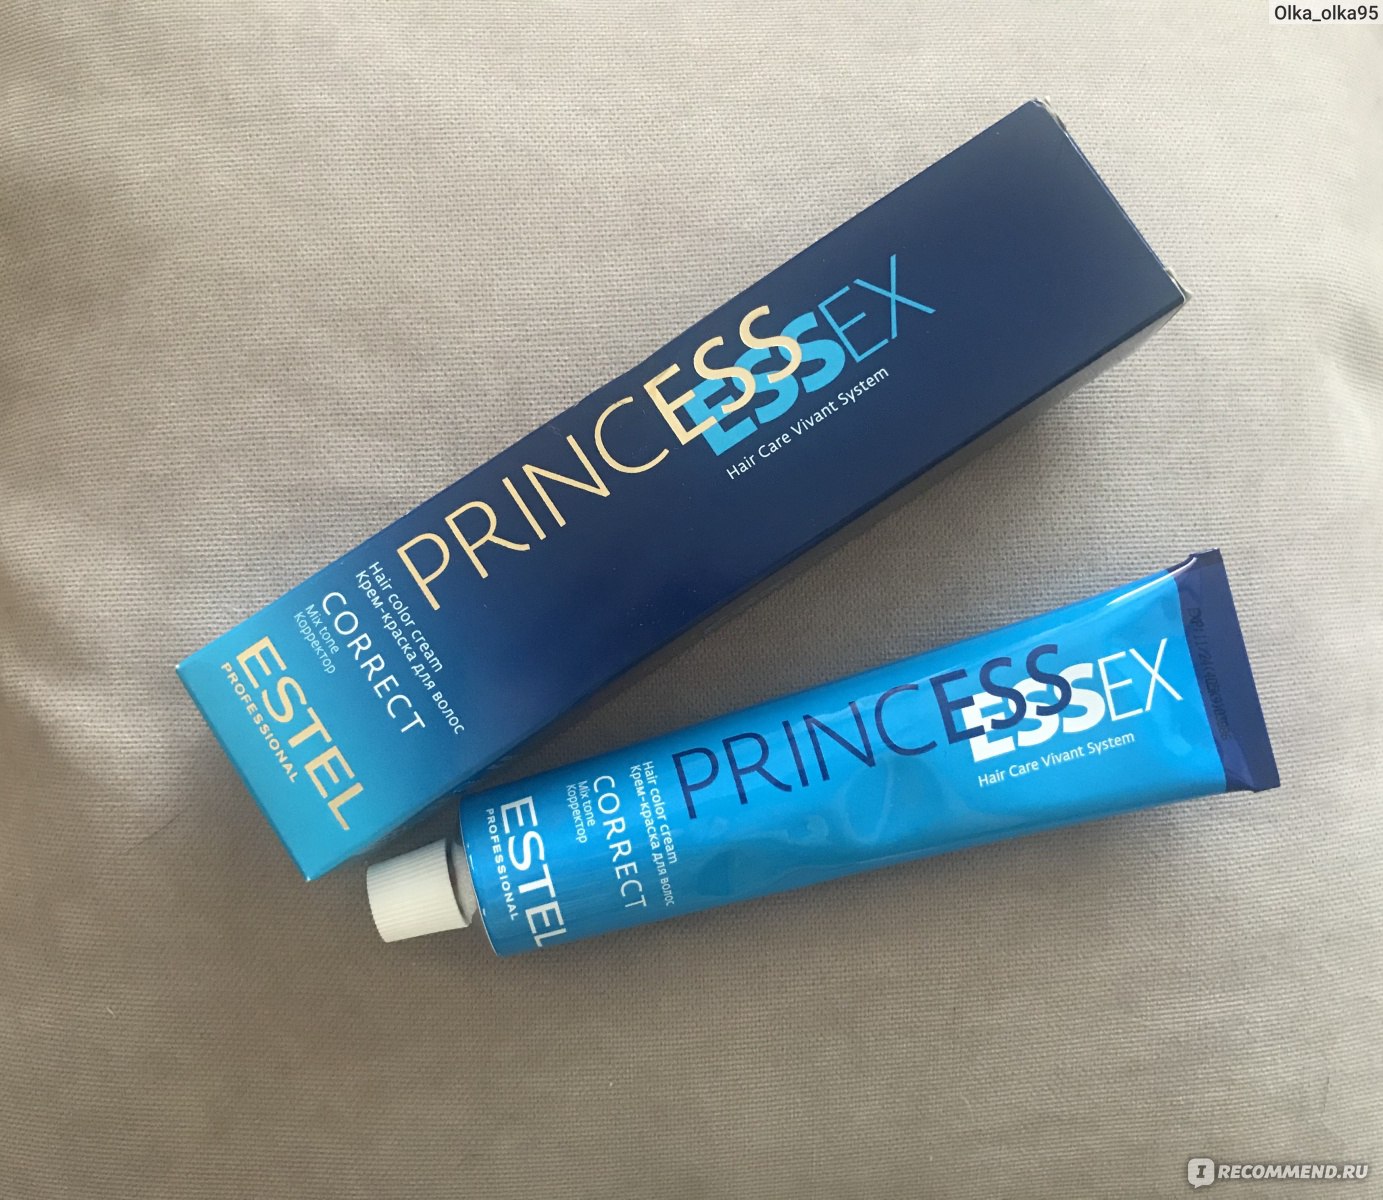 Olka_olka95
PRINCESS
ESSEX
Hair Care Vivant System
Hair color cream
Крем-краска для волос
CORRECT
Mix tone
Корректор
ESTEL
PROFESSIONAL
PRINCESS
ESSEX
Hair Care Vivant System
Hair color cream
Крем-краска для волос
CORRECT
Mix tone
Корректор
ESTEL
PROFESSIONAL
I RECOMMEND.RU